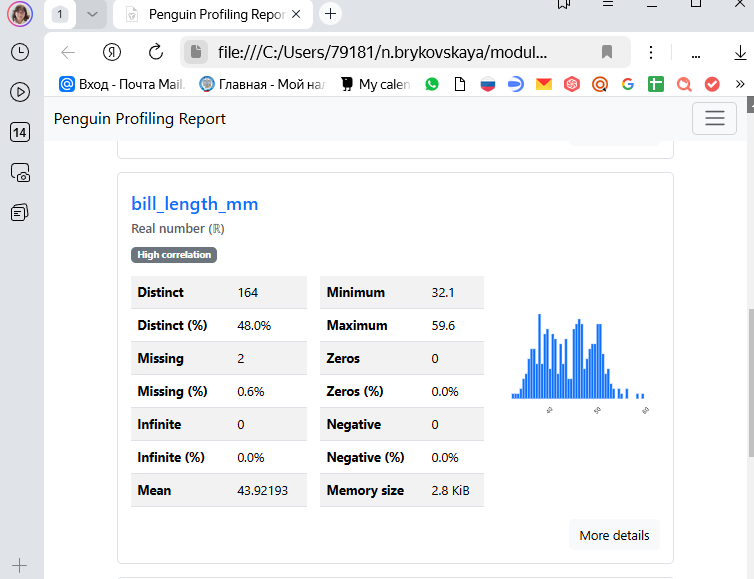 1
Penguin Profiling Repor
file:///C:/Users/79181/n.brykovskaya/modul...
Вход - Почта Mail.
Главная - Мой нал
My calen
14
Penguin Profiling Report
bill_length_mm
Real number (ℝ)
High correlation
Distinct 164
Distinct (%) 48.0%
Missing 2
Missing (%) 0.6%
Infinite 0
Infinite (%) 0.0%
Mean 43.92193
Minimum 32.1
Maximum 59.6
Zeros 0
Zeros (%) 0.0%
Negative 0
Negative (%) 0.0%
Memory size 2.8 KiB
40 50 60
More details